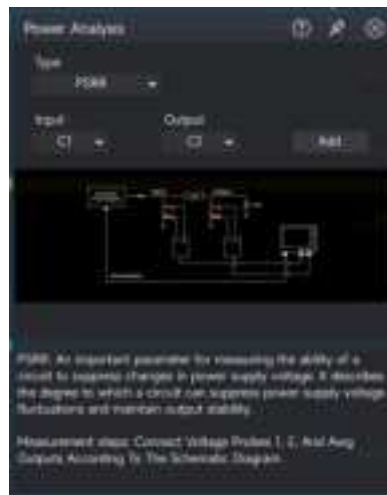 Power Analysis
Type
PSRR
Input
Output
C1
C2
Add
PSRR: An important parameter for measuring the ability of a
circuit to suppress changes in power supply voltage. It describes
the degree to which a circuit can suppress power supply voltage
fluctuations and maintain output stability.
Measurement steps: Connect Voltage Probes 1, 2, And Awg
Outputs According To The Schematic Diagram.